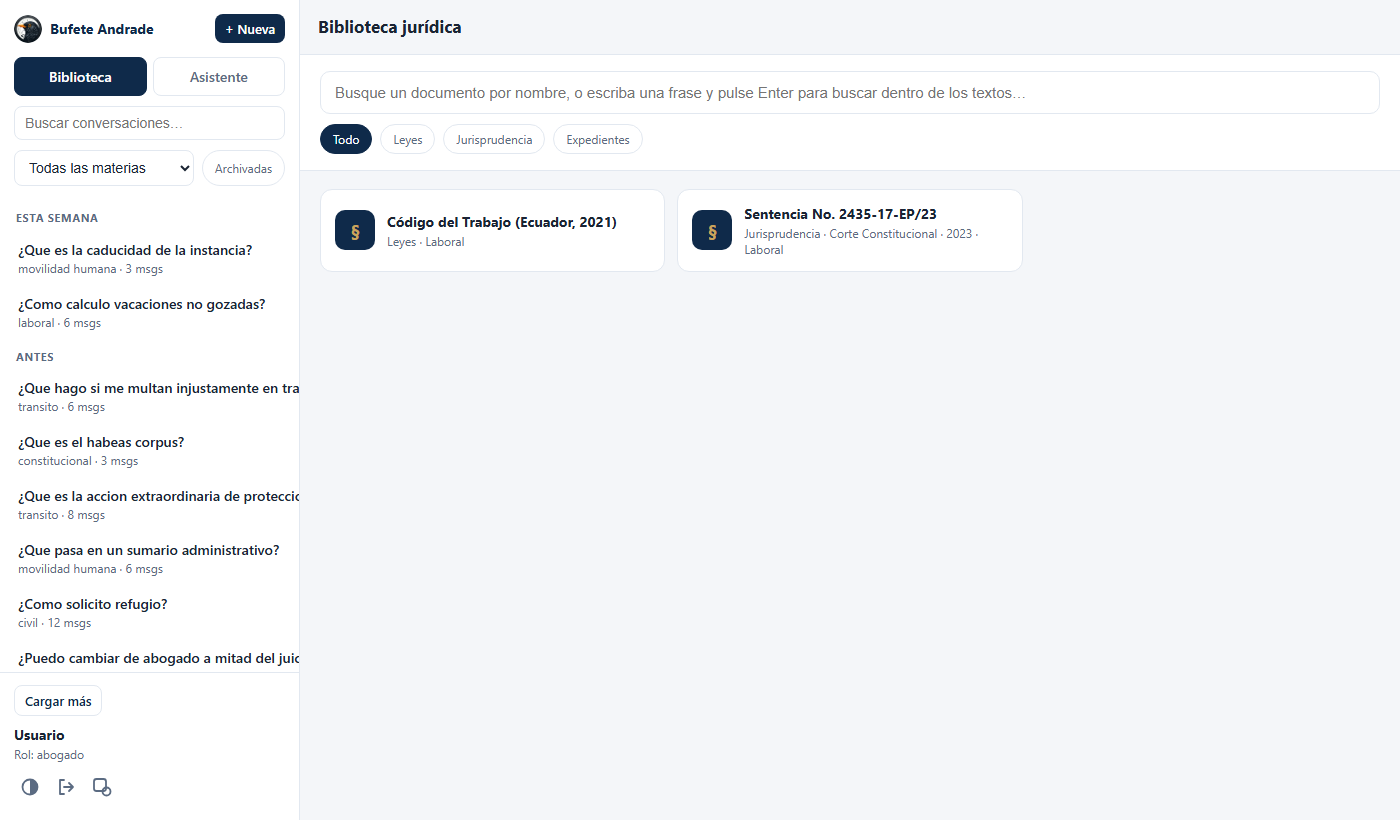 Bufete Andrade
+ Nueva
Biblioteca
Asistente
Buscar conversaciones…
Todas las materias
Archivadas
ESTA SEMANA
¿Que es la caducidad de la instancia?
movilidad humana · 3 msgs
¿Como calculo vacaciones no gozadas?
laboral · 6 msgs
ANTES
¿Que hago si me multan injustamente en tra
transito · 6 msgs
¿Que es el habeas corpus?
constitucional · 3 msgs
¿Que es la accion extraordinaria de protecci
transito · 8 msgs
¿Que pasa en un sumario administrativo?
movilidad humana · 6 msgs
¿Como solicito refugio?
civil · 12 msgs
¿Puedo cambiar de abogado a mitad del juic
Cargar más
Usuario
Rol: abogado
Biblioteca jurídica
Busque un documento por nombre, o escriba una frase y pulse Enter para buscar dentro de los textos…
Todo
Leyes
Jurisprudencia
Expedientes
§
Código del Trabajo (Ecuador, 2021)
Leyes · Laboral
§
Sentencia No. 2435-17-EP/23
Jurisprudencia · Corte Constitucional · 2023 ·
Laboral